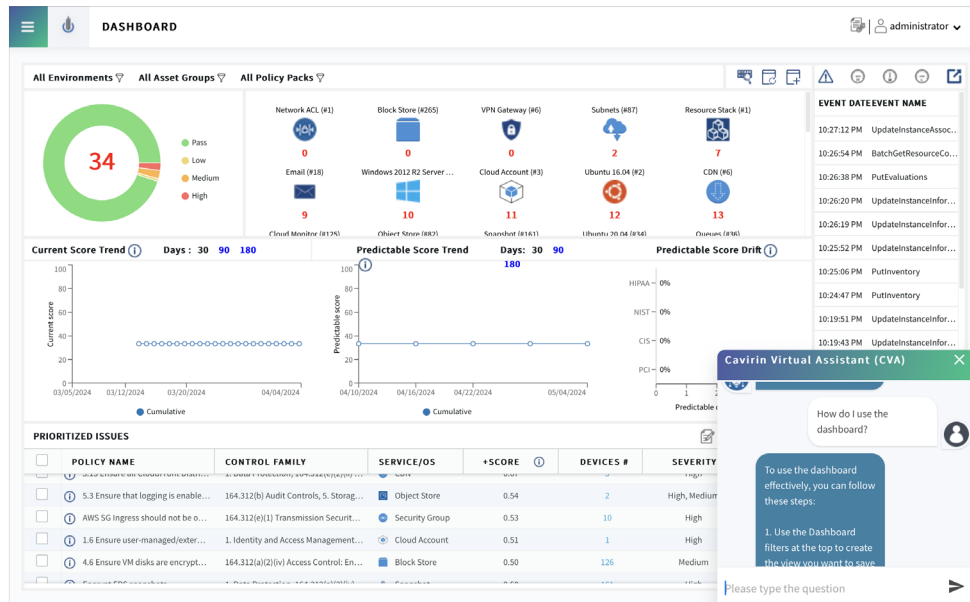 DASHBOARD
administrator
All Environments All Asset Groups All Policy Packs
34
Pass
Low
Medium
High
Network ACL (#1) Block Store (#265) VPN Gateway (#6) Subnets (#87) Resource Stack (#1)
0 0 0 2 7
Email (#18) Windows 2012 R2 Server ... Cloud Account (#3) Ubuntu 16.04 (#2) CDN (#6)
9 10 11 12 13
Cloud Monitor (#125) Object Store (#82) Snapshot (#161) Ubuntu 20.04 (#34) Queues (#36)
EVENT DATE EVENT NAME
10:27:12 PM UpdateInstanceAssoc...
10:26:54 PM BatchGetResourceCo...
10:26:38 PM PutEvaluations
10:26:20 PM UpdateInstanceInfor...
10:26:19 PM UpdateInstanceInfor...
10:25:52 PM UpdateInstanceInfor...
10:25:06 PM PutInventory
10:24:47 PM PutInventory
10:19:51 PM UpdateInstanceInfor...
10:19:43 PM UpdateInstanceInfor...
Current Score Trend Days : 30 90 180
Current score
100
80
60
40
20
0
03/05/2024 03/12/2024 03/20/2024 04/04/2024
Cumulative
Predictable Score Trend Days: 30 90
180
Predictable score
100
80
60
40
20
0
04/10/2024 04/16/2024 04/22/2024 05/04/2024
Cumulative
Predictable Score Drift
HIPAA 0%
NIST 0%
CIS 0%
PCI 0%
0 1 2
Predictable
PRIORITIZED ISSUES
POLICY NAME CONTROL FAMILY SERVICE/OS +SCORE DEVICES # SEVERITY
5.3 Ensure that logging is enable... 164.312(b) Audit Controls, 5. Storag... Object Store 0.54 2 High, Medium
AWS SG Ingress should not be o... 164.312(e)(1) Transmission Securit... Security Group 0.53 10 High
1.6 Ensure user-managed/exter... 1. Identity and Access Management... Cloud Account 0.51 1 High
4.6 Ensure VM disks are encrypt... 164.312(a)(2)(iv) Access Control: En... Block Store 0.50 126 Medium
Cavirin Virtual Assistant (CVA)
How do I use the
dashboard?
To use the dashboard
effectively, you can follow
these steps:
1. Use the Dashboard
filters at the top to create
the view you want to save
Please type the question